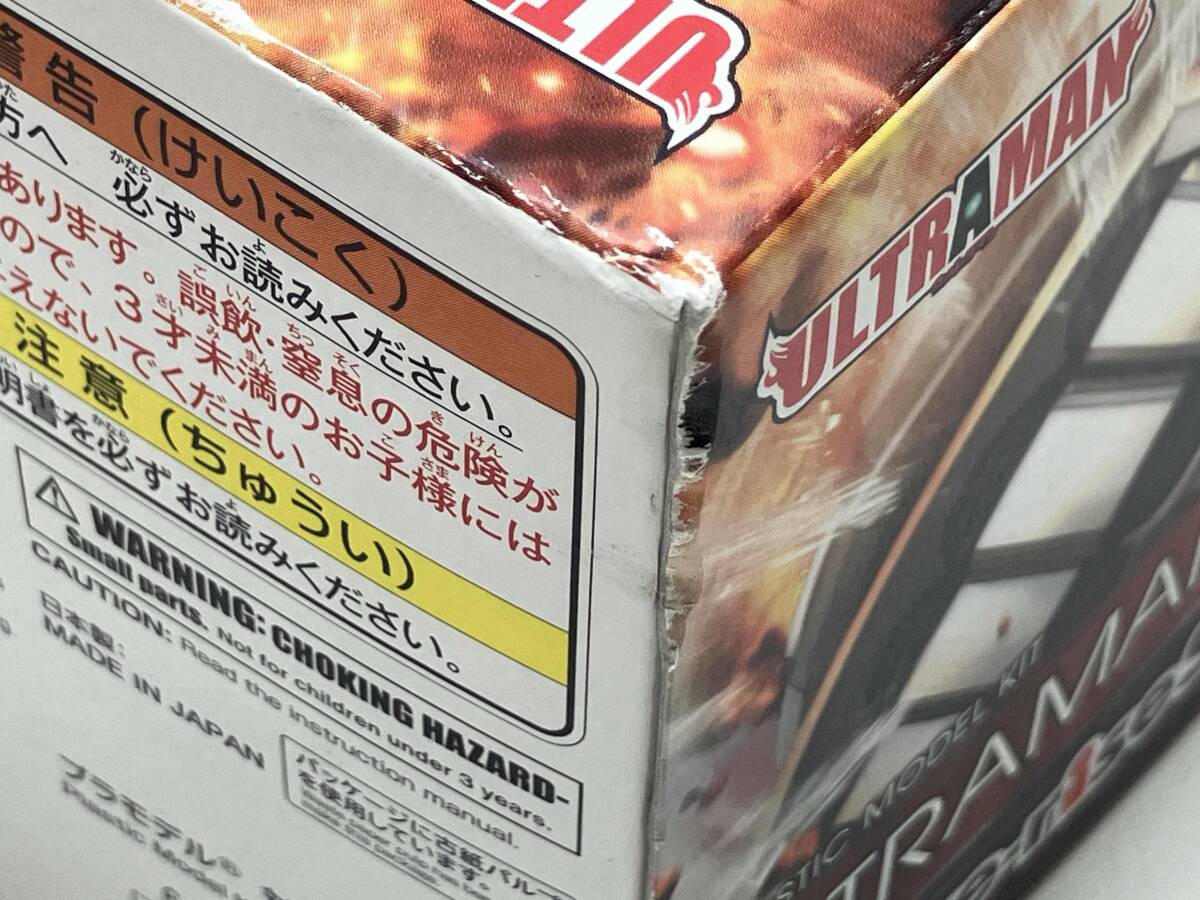 警告（けいこく）
方へ 必ずお読みください。
あります。誤飲・窒息の危険が
ので、3才未満のお子様には
えないでください。
注意（ちゅうい）
明書を必ずお読みください。
⚠ WARNING: CHOKING HAZARD-
Small parts. Not for children under 3 years.
CAUTION: Read the instruction manual.
日本製:
MADE IN JAPAN
パッケージに古紙パルプ
を使用しています。
プラモデル®
Plastic Model
ULTRAMAN
MODEL KIT